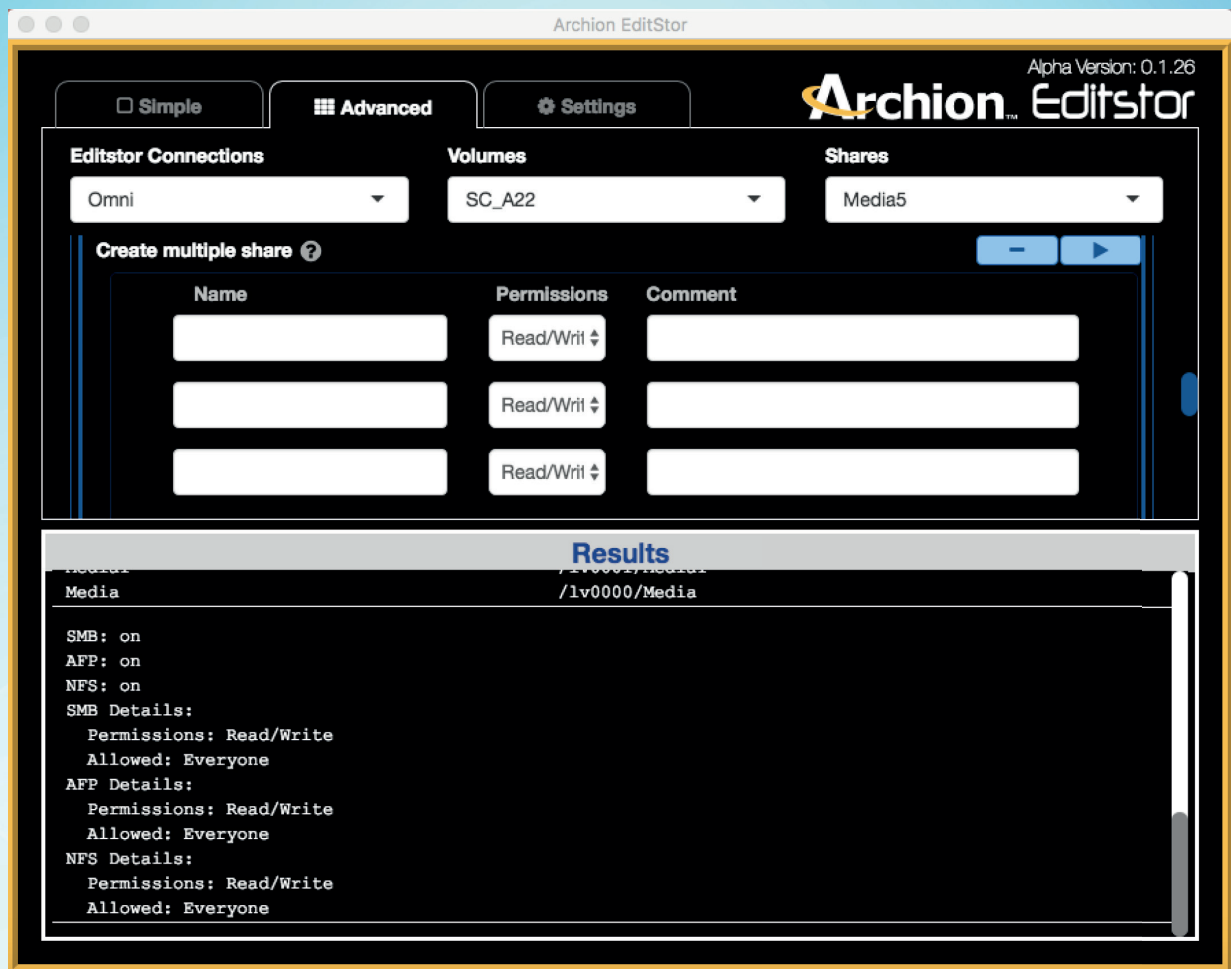 Archion EditStor
Alpha Version: 0.1.26
Simple Advanced Settings
Archion™ Editstor
Editstor Connections Volumes Shares
Omni SC_A22 Media5
Create multiple share ?
Name Permissions Comment
Read/Writ
Read/Writ
Read/Writ
Results
Media /lv0000/Media
SMB: on
AFP: on
NFS: on
SMB Details:
Permissions: Read/Write
Allowed: Everyone
AFP Details:
Permissions: Read/Write
Allowed: Everyone
NFS Details:
Permissions: Read/Write
Allowed: Everyone